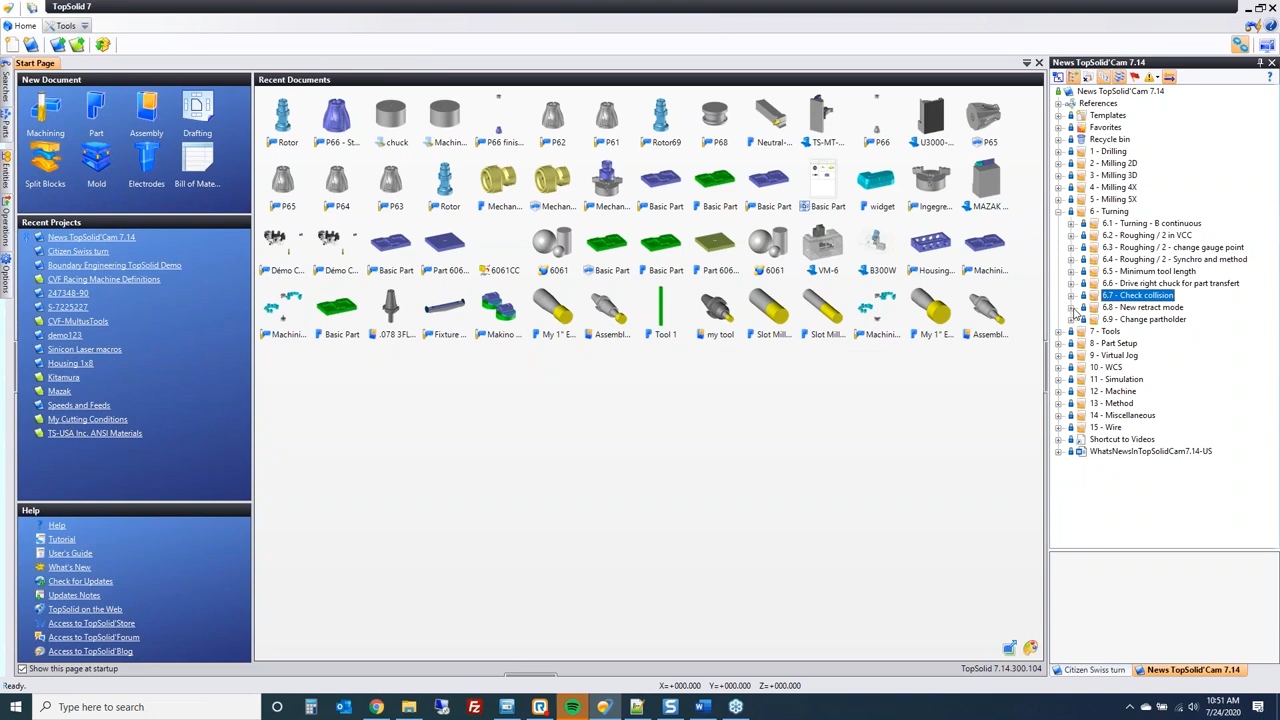 TopSolid 7
Home
Tools
Start Page
News TopSolid'Cam 7.14
New Document
Machining
Part
Assembly
Drafting
Split Blocks
Mold
Electrodes
Bill of Mate...
Recent Projects
News TopSolid'Cam 7.14
Citizen Swiss turn
Boundary Engineering TopSolid Demo
CVF Racing Machine Definitions
247348-90
S-7225227
CVF-MultusTools
demo123
Sinicon Laser macros
Housing 1x8
Kitamura
Mazak
Speeds and Feeds
My Cutting Conditions
TS-USA Inc. ANSI Materials
Help
Help
Tutorial
User's Guide
What's New
Check for Updates
Updates Notes
TopSolid on the Web
Access to TopSolid'Store
Access to TopSolid'Forum
Access to TopSolid'Blog
Show this page at startup
Recent Documents
Rotor
P66 - St...
chuck
Machin...
P66 finis...
P62
P61
Rotor69
P68
Neutral-...
TS-MT-...
P66
U3000-...
P65
P65
P64
P63
Rotor
Mechan...
Mechan...
Mechan...
Basic Part
Basic Part
Basic Part
Basic Part
widget
Ingegre...
MAZAK ...
Démo C...
Démo C...
Basic Part
Part 606...
6061CC
6061
Basic Part
Basic Part
Part 606...
6061
VM-6
B300W
Housing...
Machini...
Machini...
Basic Part
078 3FL...
Fixture ...
Makino ...
My 1" E...
Assembl...
Tool 1
my tool
Slot Mill...
Slot Mill...
Machini...
My 1" E...
Assembl...
TopSolid 7.14.300.104
News TopSolid'Cam 7.14
References
Templates
Favorites
Recycle bin
1 - Drilling
2 - Milling 2D
3 - Milling 3D
4 - Milling 4X
5 - Milling 5X
6 - Turning
6.1 - Turning - B continuous
6.2 - Roughing / 2 in VCC
6.3 - Roughing / 2 - change gauge point
6.4 - Roughing / 2 - Synchro and method
6.5 - Minimum tool length
6.6 - Drive right chuck for part transfert
6.7 - Check collision
6.8 - New retract mode
6.9 - Change partholder
7 - Tools
8 - Part Setup
9 - Virtual Jog
10 - WCS
11 - Simulation
12 - Machine
13 - Method
14 - Miscellaneous
15 - Wire
Shortcut to Videos
WhatsNewsInTopSolidCam7.14-US
Citizen Swiss turn
News TopSolid'Cam 7.14
Searches
Parts
Entities
Operations
Options
Ready.
X=+000.000 Y=+000.000 Z=+000.000
Type here to search
10:51 AM
7/24/2020